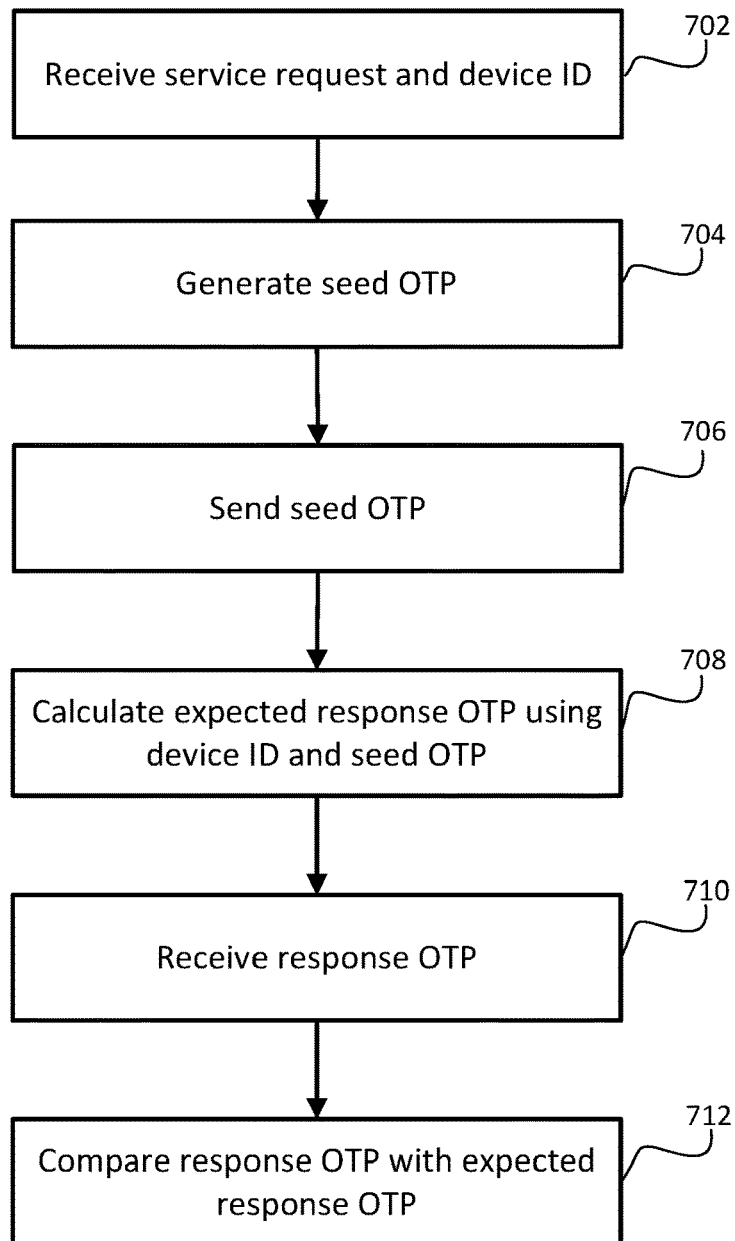 702
Receive service request and device ID
704
Generate seed OTP
706
Send seed OTP
708
Calculate expected response OTP using
device ID and seed OTP
710
Receive response OTP
712
Compare response OTP with expected
response OTP